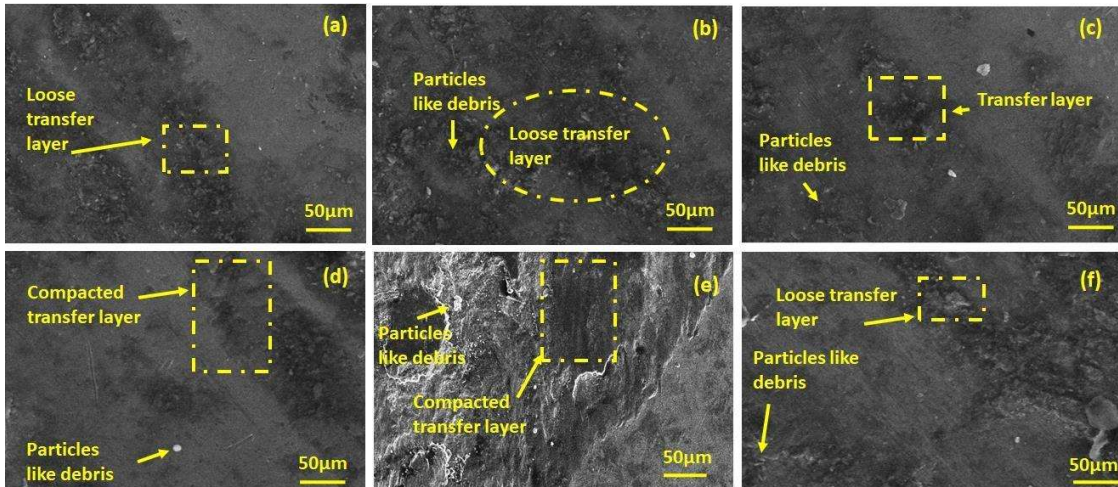 (a)
Loose
transfer
layer
50µm
(b)
Particles
like debris
Loose transfer
layer
50µm
(c)
Transfer layer
Particles
like debris
50µm
(d)
Compacted
transfer layer
Particles
like debris
50µm
(e)
Particles
like debris
Compacted
transfer layer
50µm
(f)
Loose transfer
layer
Particles like
debris
50µm